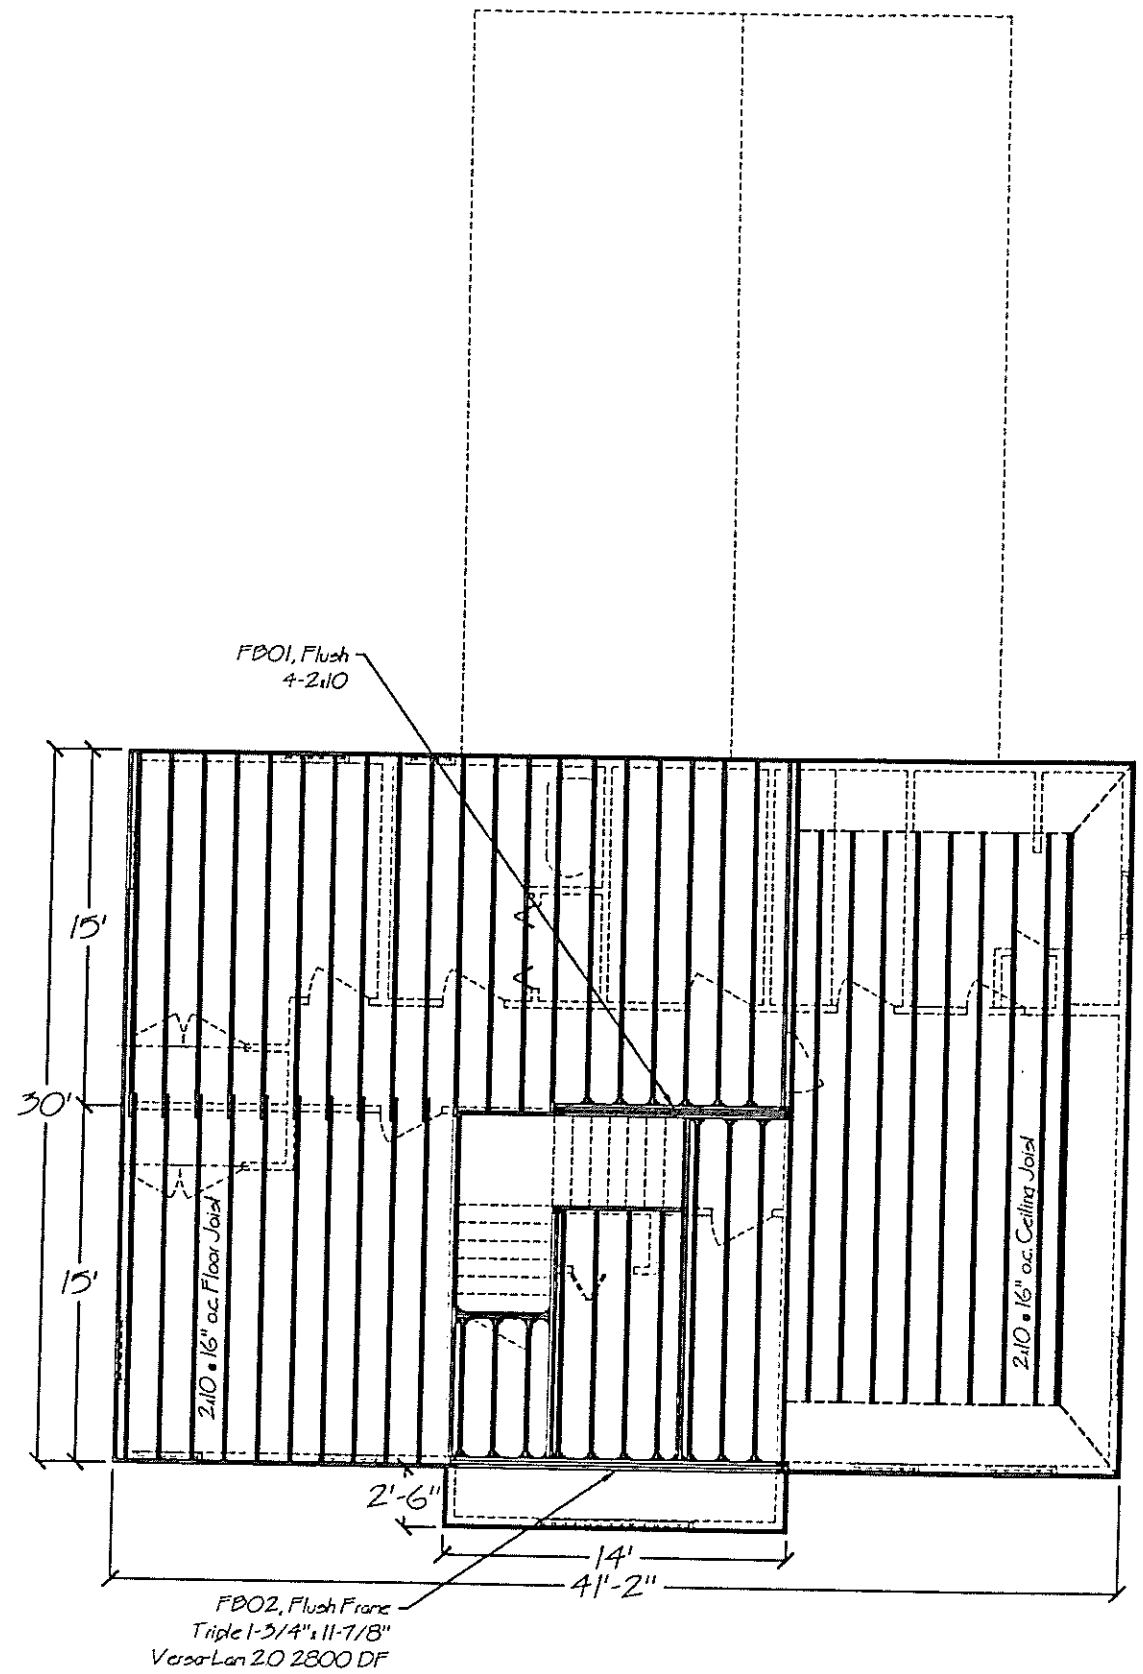 FB01, Flush
4-2x10
15'
30'
15'
2x10 • 16" o.c. Floor Joist
2x10 • 16" o.c. Ceiling Joist
2'-6"
14'
41'-2"
FB02, Flush Frame
Triple 1-3/4" x 11-7/8"
Versa-Lam 2.0 2800 DF